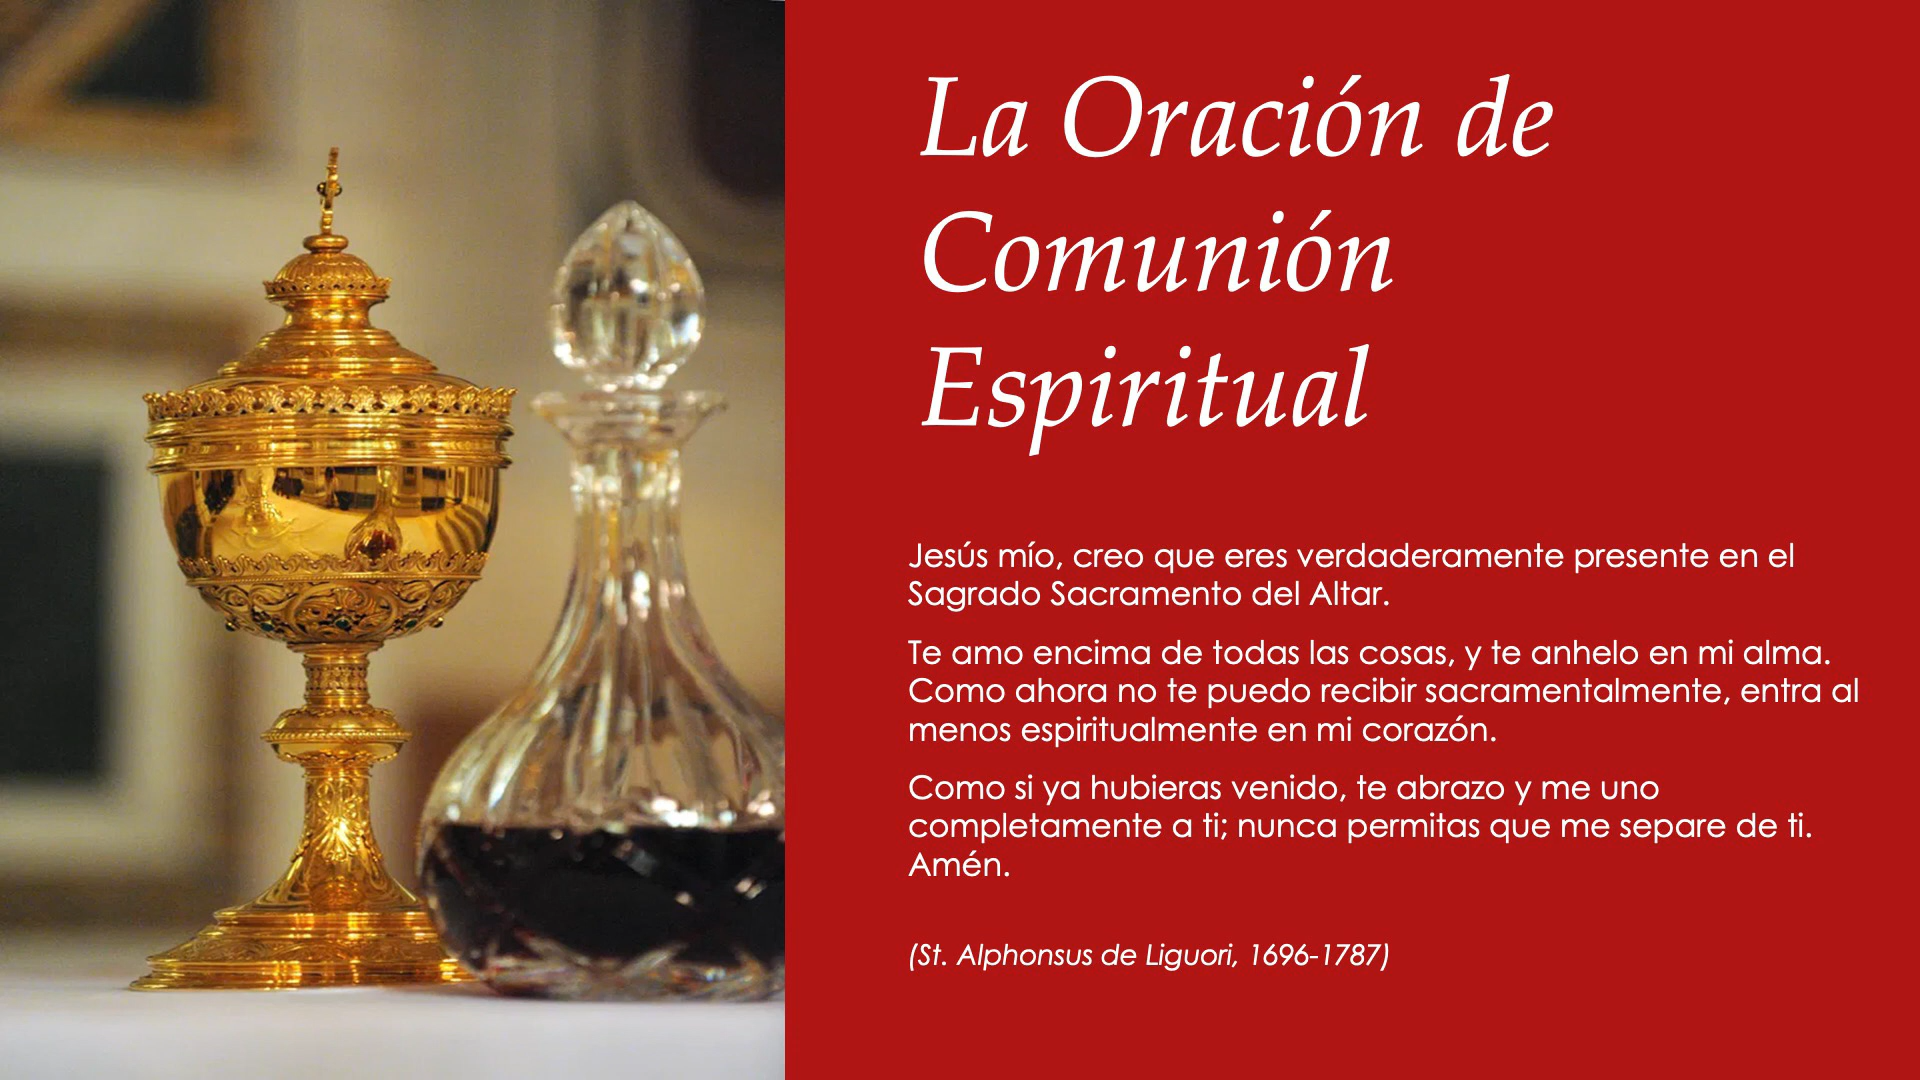 La Oración de
Comunión
Espiritual
Jesús mío, creo que eres verdaderamente presente en el
Sagrado Sacramento del Altar.
Te amo encima de todas las cosas, y te anhelo en mi alma.
Como ahora no te puedo recibir sacramentalmente, entra al
menos espiritualmente en mi corazón.
Como si ya hubieras venido, te abrazo y me uno
completamente a ti; nunca permitas que me separe de ti.
Amén.
(St. Alphonsus de Liguori, 1696-1787)